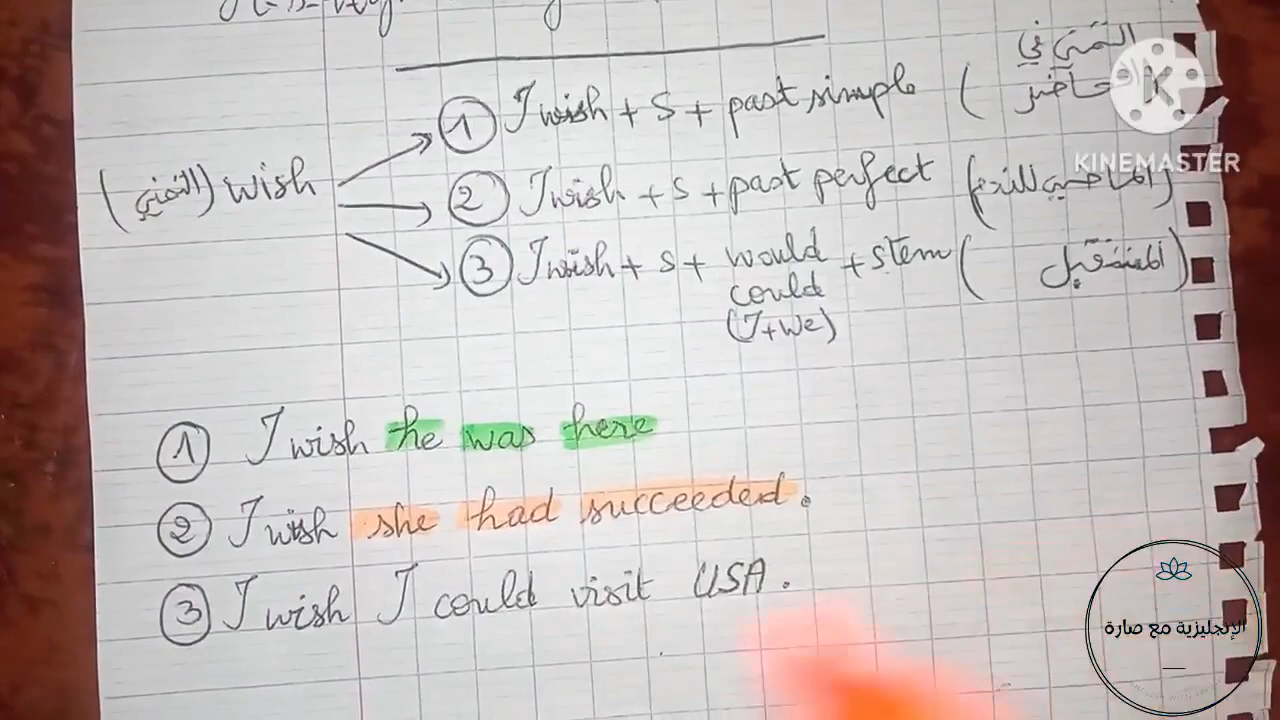 ① I wish + S + past simple ( التمني في حاضر
KINEMASTER
(التمني) wish
② I wish + S + past perfect (الماضي للندم)
③ I wish + S + would + stem ( المستقبل )
could
(I+we)
① I wish he was here
② I wish she had succeeded.
③ I wish I could visit USA.
الإنجليزية مع صارة